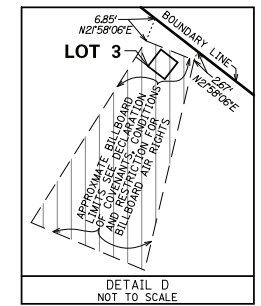 6.85'
N21°58'06"E
BOUNDARY LINE
LOT 3
2.67'
N21°58'06"E
APPROXMATE BILLBOARD
LIMITS SEE DECLARATION
OF COVENANTS, CONDITIONS
AND RESTRICTION FOR
BILLBOARD AIR RIGHTS
DETAIL D
NOT TO SCALE